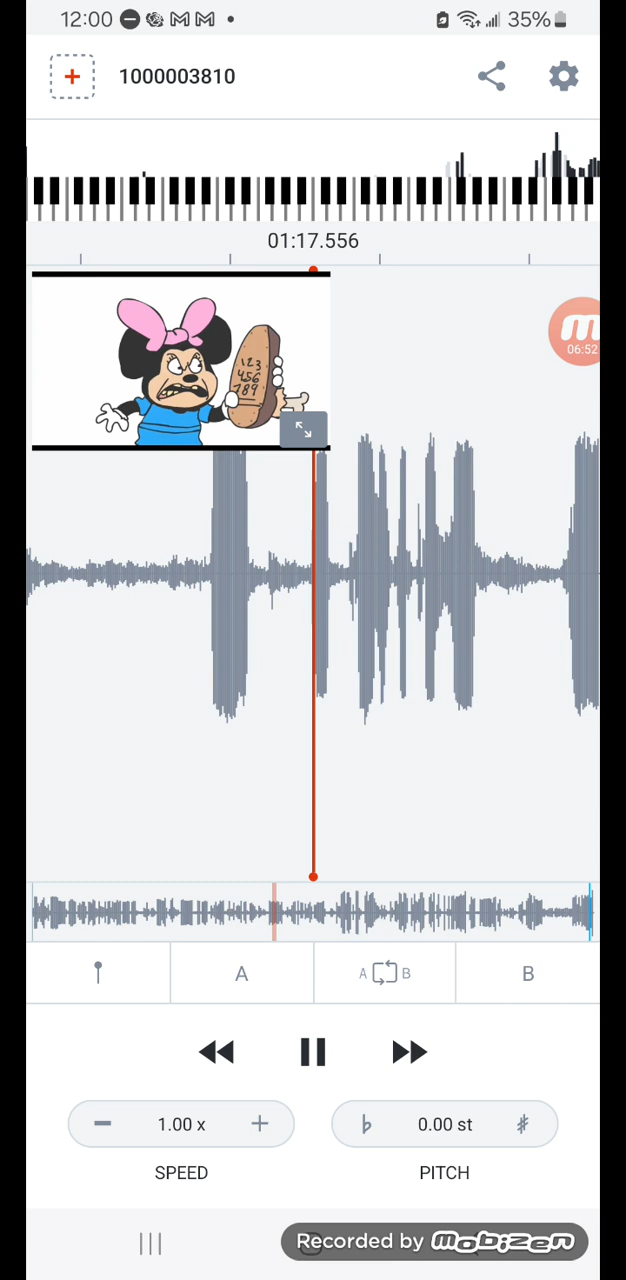 12:00
35%
1000003810
01:17.556
06:52
123
456
789
A
A B
B
1.00 x
0.00 st
SPEED
PITCH
Recorded by mobizen